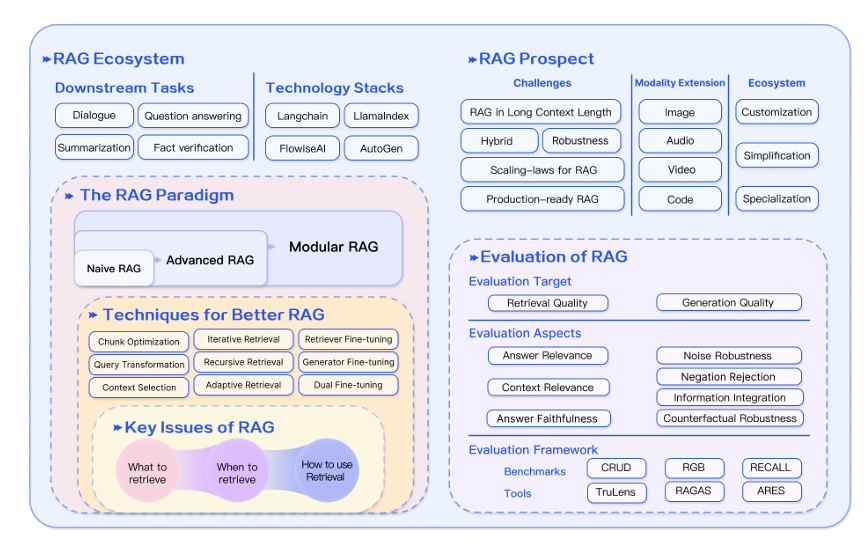 RAG Ecosystem
Downstream Tasks
Dialogue
Question answering
Summarization
Fact verification
Technology Stacks
Langchain
LlamaIndex
FlowiseAI
AutoGen
The RAG Paradigm
Naive RAG
Advanced RAG
Modular RAG
Techniques for Better RAG
Chunk Optimization
Iterative Retrieval
Retriever Fine-tuning
Query Transformation
Recursive Retrieval
Generator Fine-tuning
Context Selection
Adaptive Retrieval
Dual Fine-tuning
Key Issues of RAG
What to
retrieve
When to
retrieve
How to use
Retrieval
RAG Prospect
Challenges
RAG in Long Context Length
Hybrid
Robustness
Scaling-laws for RAG
Production-ready RAG
Modality Extension
Image
Audio
Video
Code
Ecosystem
Customization
Simplification
Specialization
Evaluation of RAG
Evaluation Target
Retrieval Quality
Generation Quality
Evaluation Aspects
Answer Relevance
Context Relevance
Answer Faithfulness
Noise Robustness
Negation Rejection
Information Integration
Counterfactual Robustness
Evaluation Framework
Benchmarks
CRUD
RGB
RECALL
Tools
TruLens
RAGAS
ARES